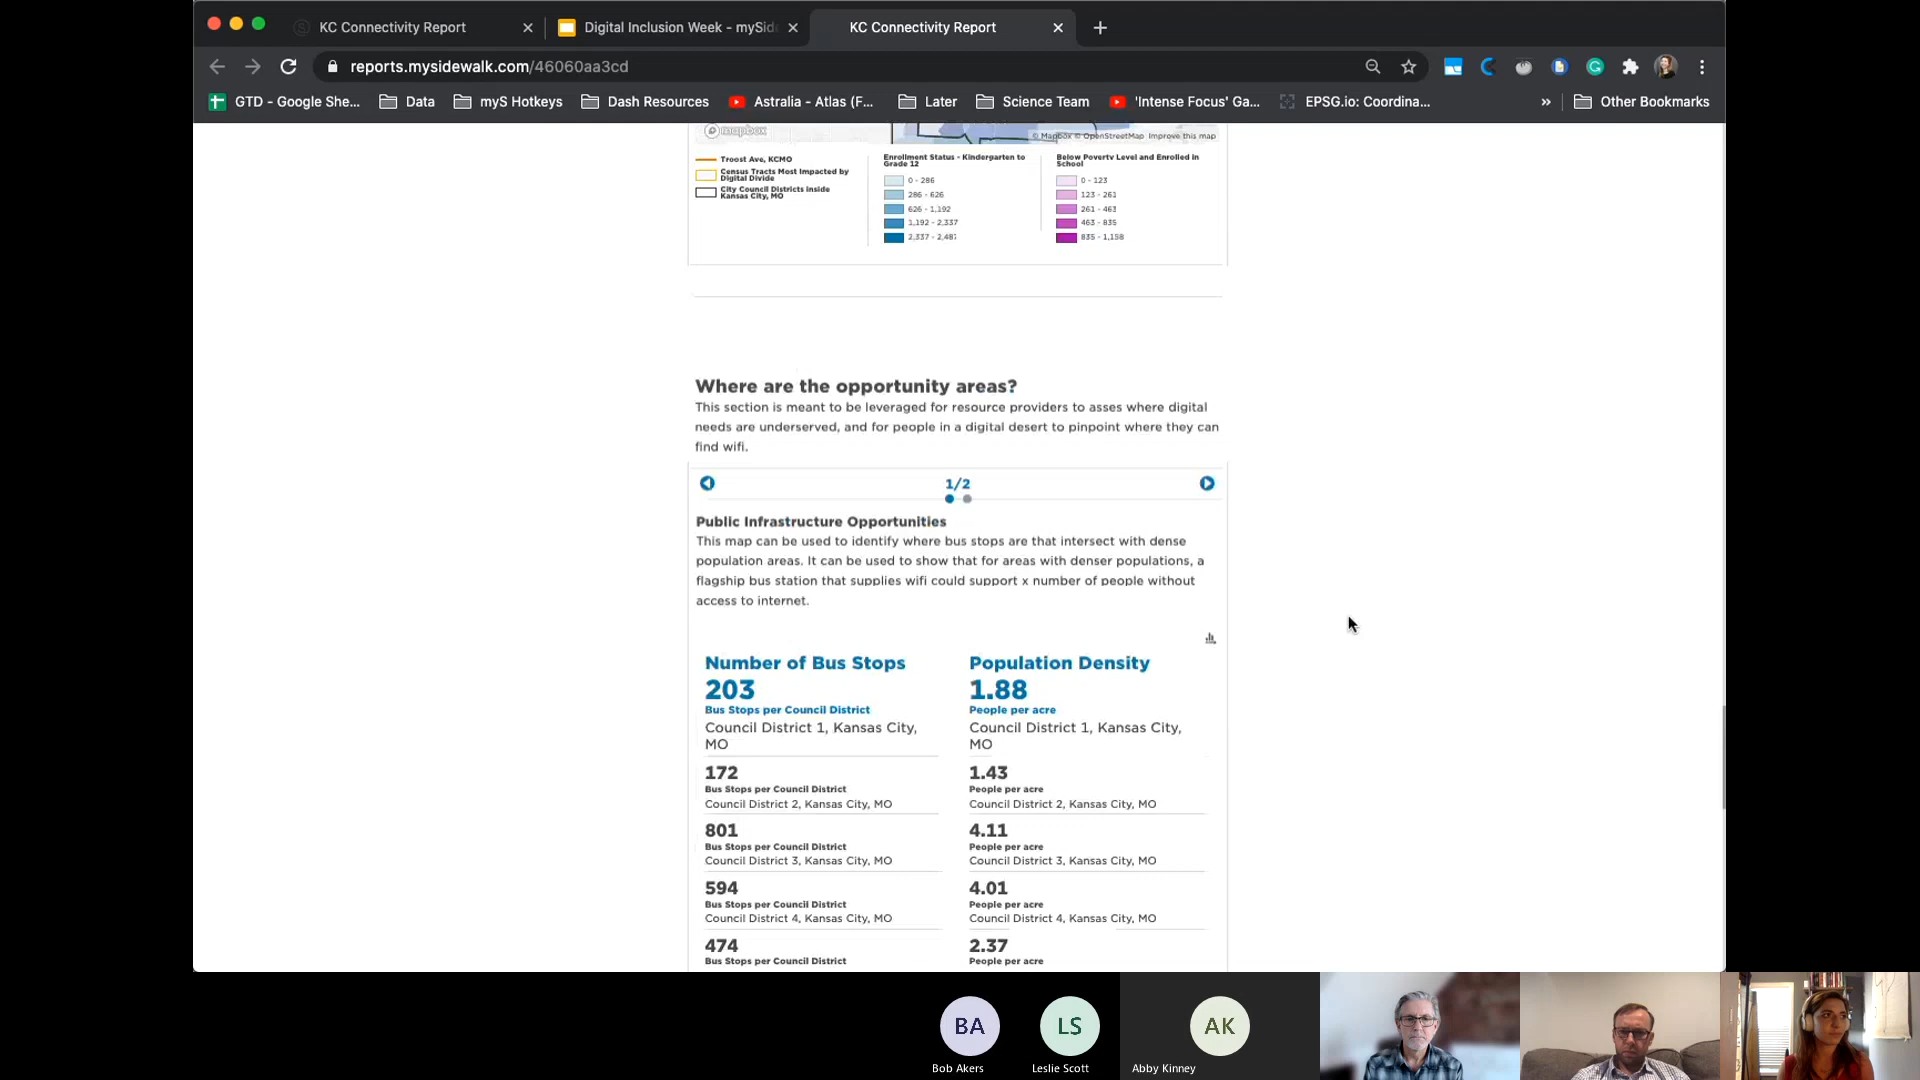 KC Connectivity Report
Digital Inclusion Week - mySid
KC Connectivity Report
reports.mysidewalk.com/46060aa3cd
GTD - Google She...
Data
myS Hotkeys
Dash Resources
Astralia - Atlas (F...
Later
Science Team
'Intense Focus' Ga...
EPSG.io: Coordina...
»
Other Bookmarks
mapbox
© Mapbox © OpenStreetMap Improve this map
Troost Ave, KCMO
Census Tracts Most Impacted by
Digital Divide
City Council Districts inside
Kansas City, MO
Enrollment Status - Kindergarten to
Grade 12
0 - 286
286 - 626
626 - 1,192
1,192 - 2,337
2,337 - 2,487
Below Poverty Level and Enrolled in
School
0 - 123
123 - 261
261 - 463
463 - 835
835 - 1,158
Where are the opportunity areas?
This section is meant to be leveraged for resource providers to asses where digital
needs are underserved, and for people in a digital desert to pinpoint where they can
find wifi.
1/2
Public Infrastructure Opportunities
This map can be used to identify where bus stops are that intersect with dense
population areas. It can be used to show that for areas with denser populations, a
flagship bus station that supplies wifi could support x number of people without
access to internet.
Number of Bus Stops
203
Bus Stops per Council District
Council District 1, Kansas City,
MO
172
Bus Stops per Council District
Council District 2, Kansas City, MO
801
Bus Stops per Council District
Council District 3, Kansas City, MO
594
Bus Stops per Council District
Council District 4, Kansas City, MO
474
Bus Stops per Council District
Population Density
1.88
People per acre
Council District 1, Kansas City,
MO
1.43
People per acre
Council District 2, Kansas City, MO
4.11
People per acre
Council District 3, Kansas City, MO
4.01
People per acre
Council District 4, Kansas City, MO
2.37
People per acre
BA
Bob Akers
LS
Leslie Scott
AK
Abby Kinney